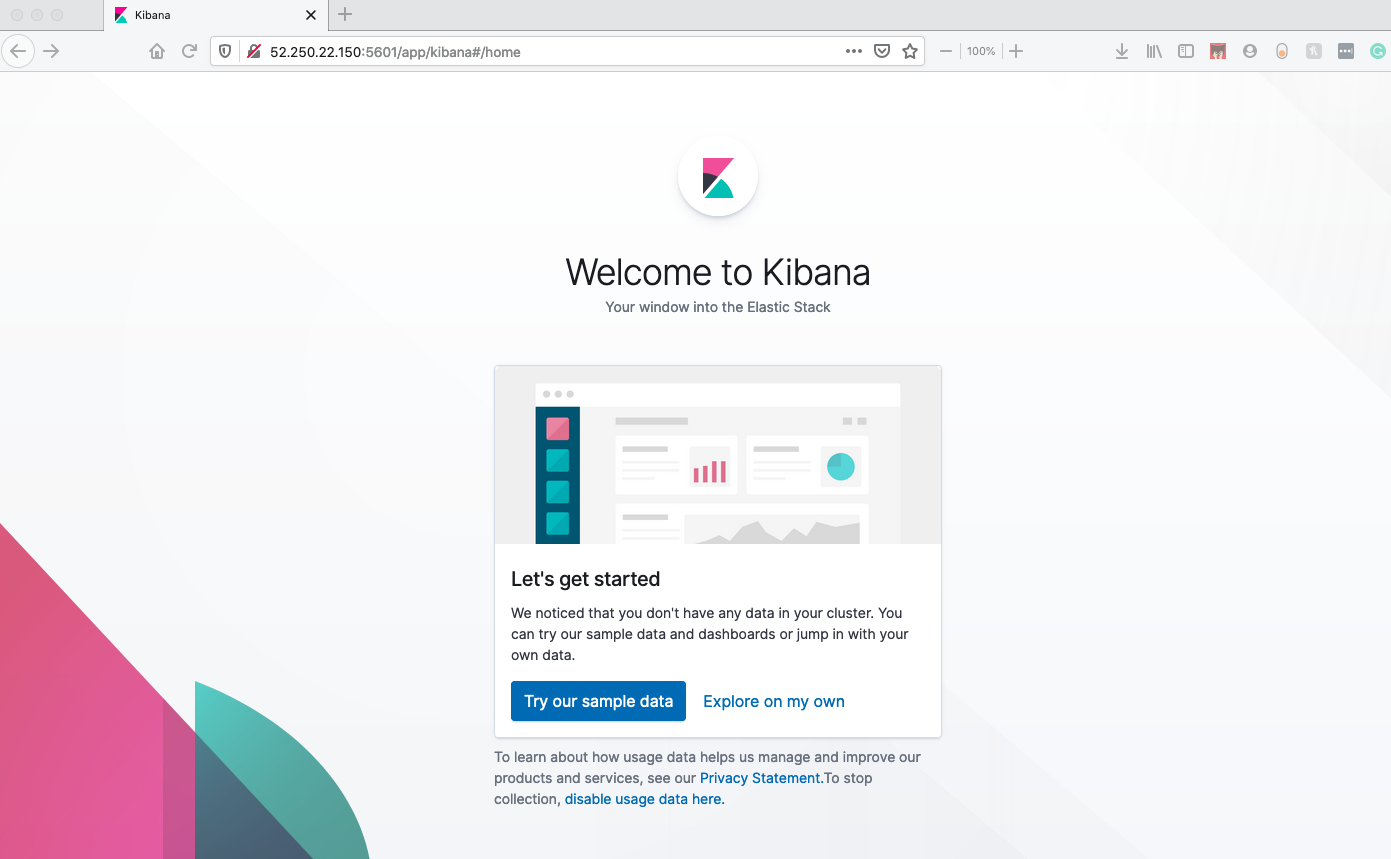 Kibana
52.250.22.150:5601/app/kibana#/home
100%
Welcome to Kibana
Your window into the Elastic Stack
Let's get started
We noticed that you don't have any data in your cluster. You
can try our sample data and dashboards or jump in with your
own data.
Try our sample data
Explore on my own
To learn about how usage data helps us manage and improve our
products and services, see our Privacy Statement.To stop
collection, disable usage data here.